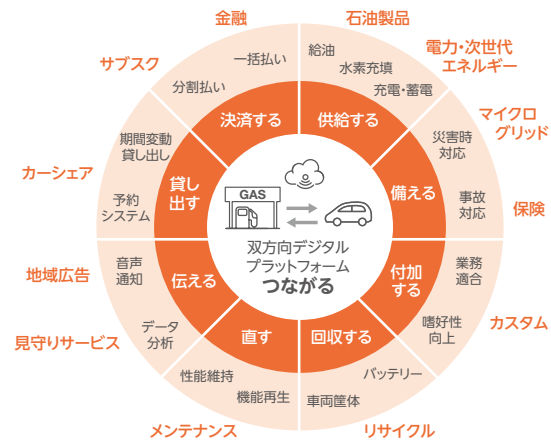 金融
石油製品
サブスク
電力・次世代
エネルギー
マイクロ
グリッド
保険
カスタム
リサイクル
メンテナンス
見守りサービス
地域広告
カーシェア
一括払い
分割払い
給油
水素充填
充電・蓄電
災害時
対応
事故
対応
業務
適合
嗜好性
向上
バッテリー
車両筐体
機能再生
性能維持
データ
分析
音声
通知
予約
システム
期間変動
貸し出し
決済する
供給する
備える
付加
する
回収する
直す
伝える
貸し
出す
GAS
双方向デジタル
プラットフォーム
つながる